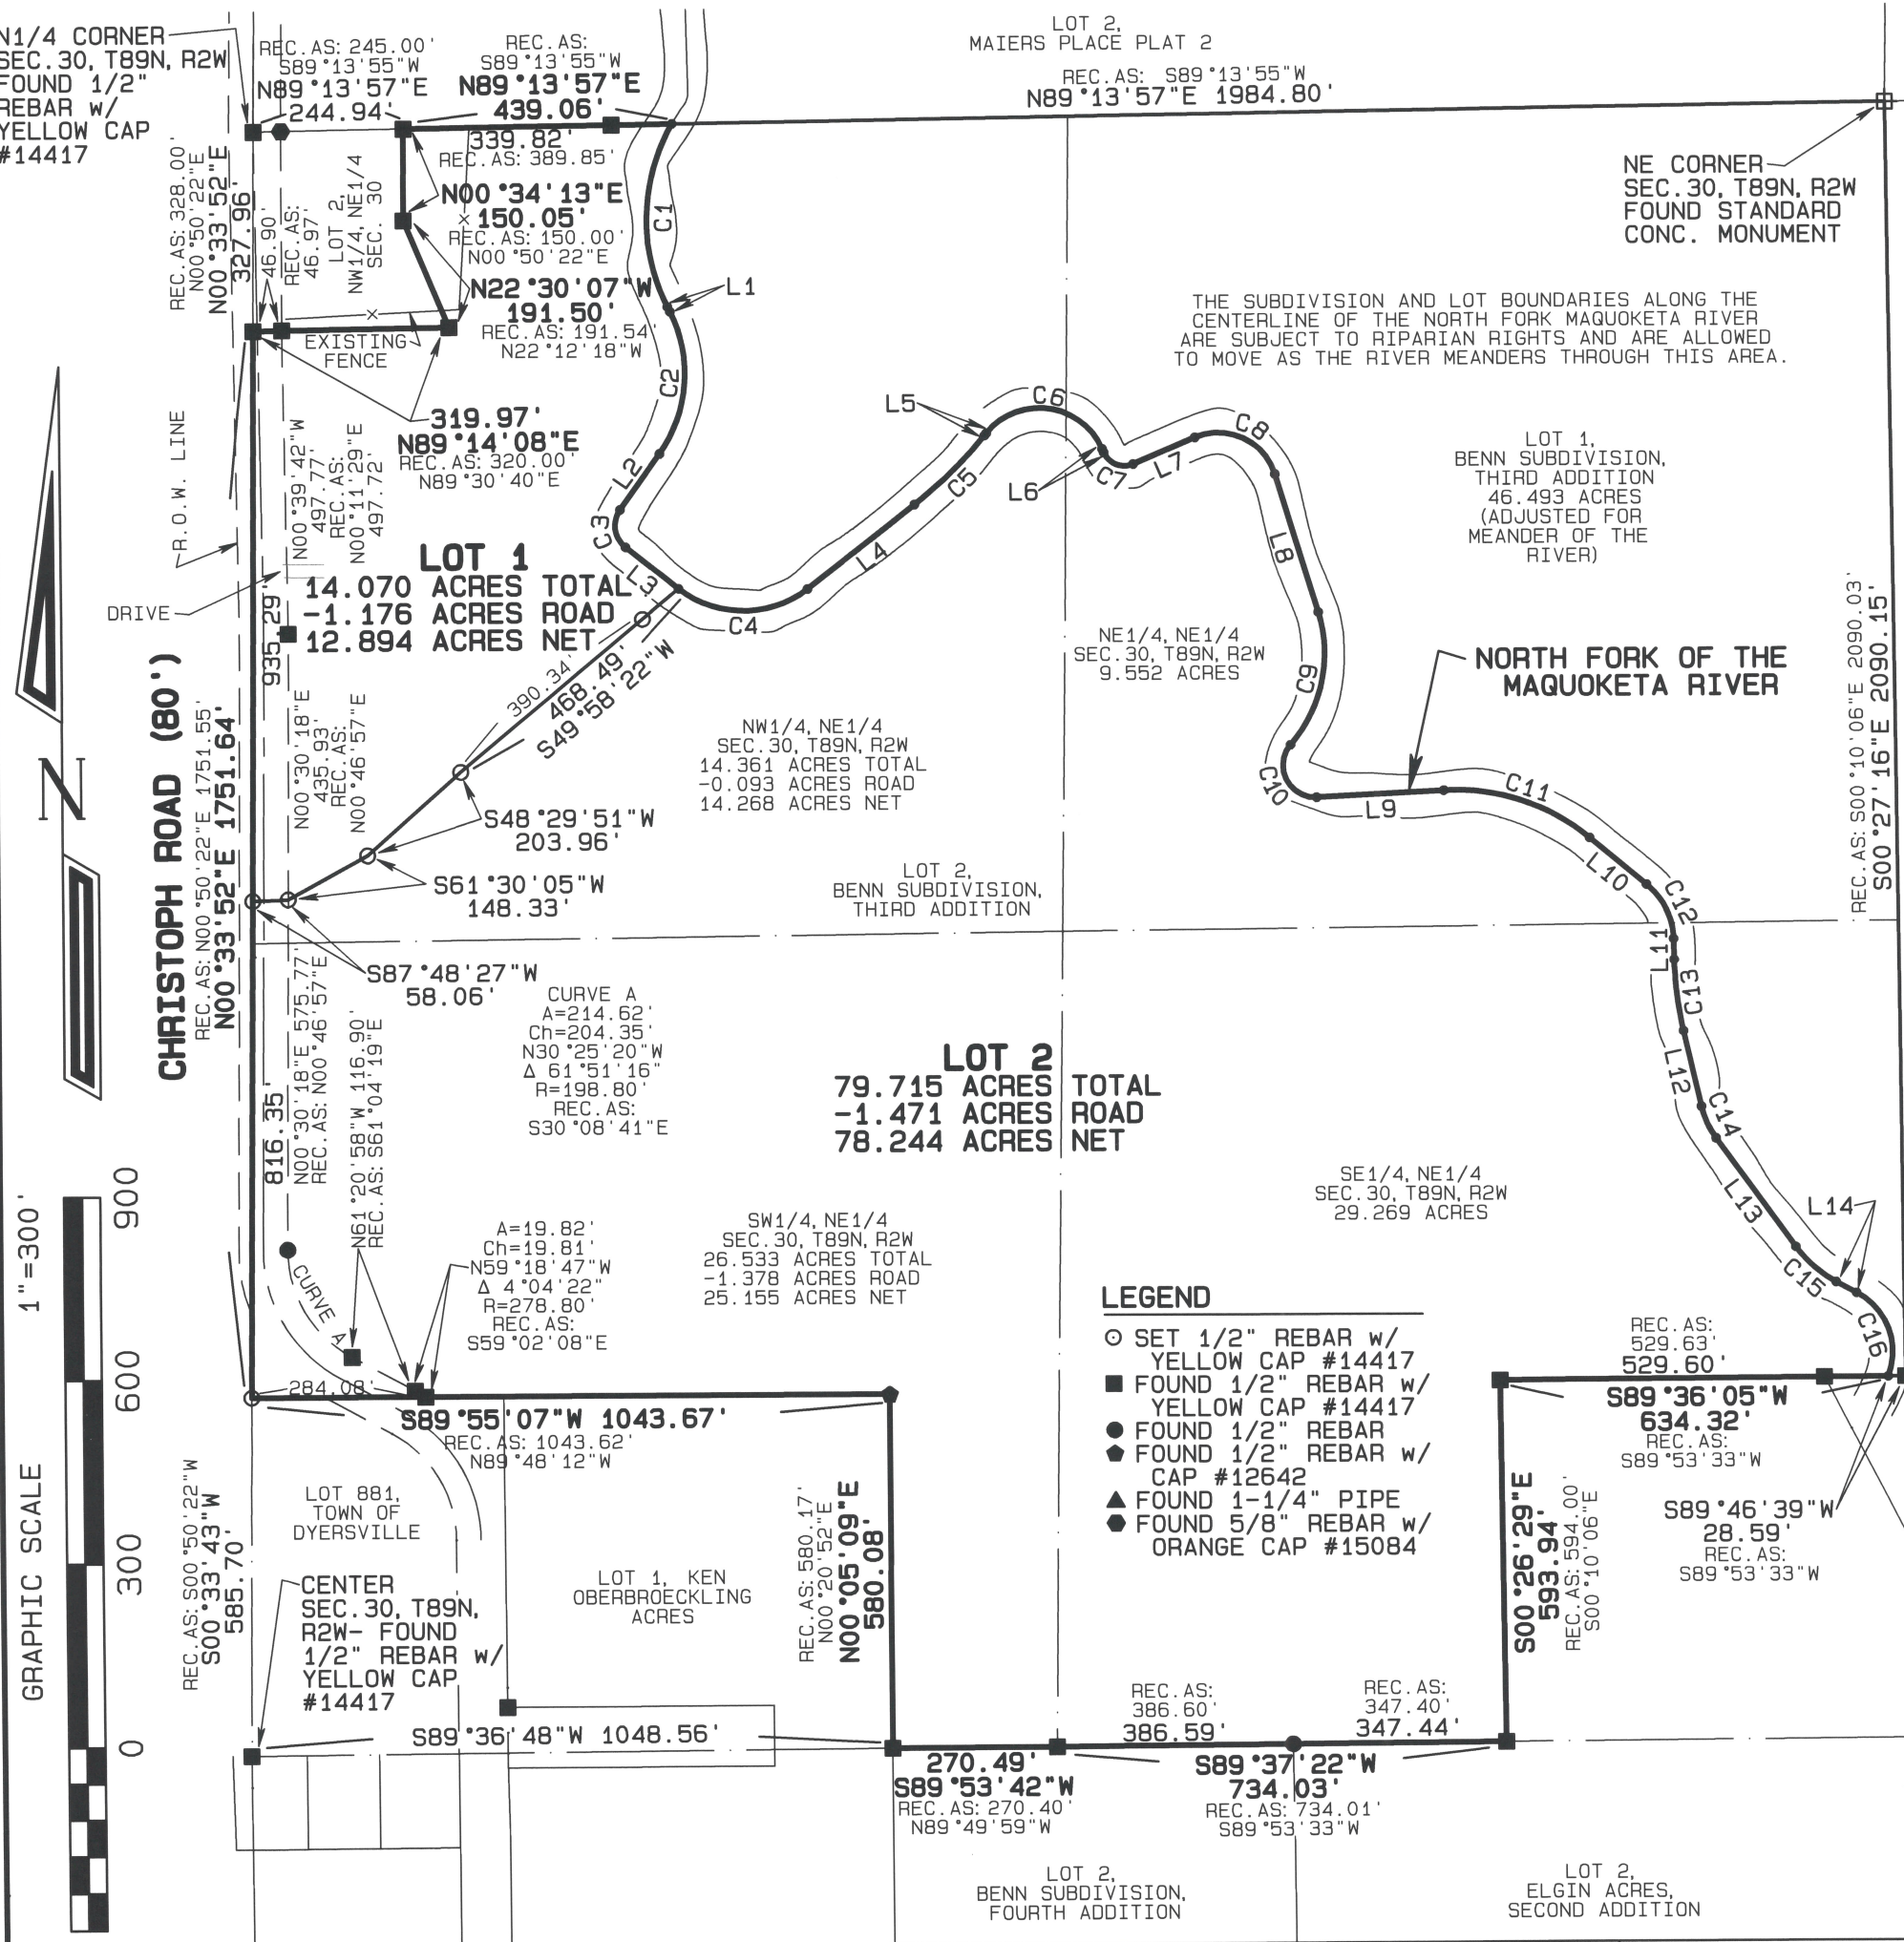 N1/4 CORNER
SEC.30, T89N, R2W
FOUND 1/2"
REBAR w/
YELLOW CAP
#14417
REC.AS: 245.00'
S89°13'55"W
N89°13'57"E
244.94'
REC.AS:
S89°13'55"W
N89°13'57"E
439.06'
339.82'
REC.AS: 389.85'
LOT 2,
MAIERS PLACE PLAT 2
REC.AS: S89°13'55"W
N89°13'57"E 1984.80'
NE CORNER
SEC.30, T89N, R2W
FOUND STANDARD
CONC. MONUMENT
REC.AS: 328.00'
N00°50'22"E
N00°33'52"E
327.96'
46.90'
REC.AS:
46.97'
LOT 2,
NW1/4, NE1/4
SEC. 30
N00°34'13"E
150.05'
REC.AS: 150.00'
N00°50'22"E
N22°30'07"W
191.50'
REC.AS: 191.54'
N22°12'18"W
EXISTING
FENCE
C1
L1
C2
THE SUBDIVISION AND LOT BOUNDARIES ALONG THE
CENTERLINE OF THE NORTH FORK MAQUOKETA RIVER
ARE SUBJECT TO RIPARIAN RIGHTS AND ARE ALLOWED
TO MOVE AS THE RIVER MEANDERS THROUGH THIS AREA.
319.97'
N89°14'08"E
REC.AS: 320.00'
N89°30'40"E
R.O.W. LINE
N00°39'42"W
497.77'
REC.AS:
N00°11'29"E
497.72'
L2
C3
L3
C4
L4
C5
L5
C6
L6
C7
L7
C8
L8
C9
C10
L9
C11
L10
C12
L11
C13
L12
C14
L13
C15
L14
C16
LOT 1,
BENN SUBDIVISION,
THIRD ADDITION
46.493 ACRES
(ADJUSTED FOR
MEANDER OF THE
RIVER)
LOT 1
14.070 ACRES TOTAL
-1.176 ACRES ROAD
12.894 ACRES NET
DRIVE
935.29'
390.34'
468.49'
S49°58'22"W
NE1/4, NE1/4
SEC.30, T89N, R2W
9.552 ACRES
NORTH FORK OF THE
MAQUOKETA RIVER
REC.AS: S00°10'06"E 2090.03'
S00°27'16"E 2090.15'
N
CHRISTOPH ROAD (80')
REC.AS: N00°50'22"E 1751.55'
N00°33'52"E 1751.64'
N00°30'18"E
435.93'
REC.AS:
N00°46'57"E
NW1/4, NE1/4
SEC.30, T89N, R2W
14.361 ACRES TOTAL
-0.093 ACRES ROAD
14.268 ACRES NET
S48°29'51"W
203.96'
S61°30'05"W
148.33'
LOT 2,
BENN SUBDIVISION,
THIRD ADDITION
S87°48'27"W
58.06'
816.35'
N00°30'18"E 575.77'
REC.AS: N00°46'57"E
N61°20'58"W 116.90'
REC.AS: S61°04'19"E
CURVE A
A=214.62'
Ch=204.35'
N30°25'20"W
Δ 61°51'16"
R=198.80'
REC.AS:
S30°08'41"E
LOT 2
79.715 ACRES TOTAL
-1.471 ACRES ROAD
78.244 ACRES NET
CURVE A
A=19.82'
Ch=19.81'
N59°18'47"W
Δ 4°04'22"
R=278.80'
REC.AS:
S59°02'08"E
SW1/4, NE1/4
SEC.30, T89N, R2W
26.533 ACRES TOTAL
-1.378 ACRES ROAD
25.155 ACRES NET
SE1/4, NE1/4
SEC.30, T89N, R2W
29.269 ACRES
1"=300'
GRAPHIC SCALE
900
600
300
0
LEGEND
SET 1/2" REBAR w/
YELLOW CAP #14417
FOUND 1/2" REBAR w/
YELLOW CAP #14417
FOUND 1/2" REBAR
FOUND 1/2" REBAR w/
CAP #12642
FOUND 1-1/4" PIPE
FOUND 5/8" REBAR w/
ORANGE CAP #15084
284.08'
S89°55'07"W 1043.67'
REC.AS: 1043.62'
N89°48'12"W
REC.AS:
529.63'
529.60'
S89°36'05"W
634.32'
REC.AS:
S89°53'33"W
S89°46'39"W
28.59'
REC.AS:
S89°53'33"W
REC.AS: S00°50'22"W
S00°33'43"W
585.70'
LOT 881,
TOWN OF
DYERSVILLE
CENTER
SEC.30, T89N,
R2W- FOUND
1/2" REBAR w/
YELLOW CAP
#14417
LOT 1, KEN
OBERBROECKLING
ACRES
REC.AS: 580.17'
N00°20'52"E
N00°05'09"E
580.08'
S00°26'29"E
593.94'
REC.AS: 594.00'
S00°10'06"E
S89°36'48"W 1048.56'
REC.AS:
386.60'
386.59'
REC.AS:
347.40'
347.44'
270.49'
S89°53'42"W
REC.AS: 270.40'
N89°49'59"W
S89°37'22"W
734.03'
REC.AS: 734.01'
S89°53'33"W
LOT 2,
BENN SUBDIVISION,
FOURTH ADDITION
LOT 2,
ELGIN ACRES,
SECOND ADDITION